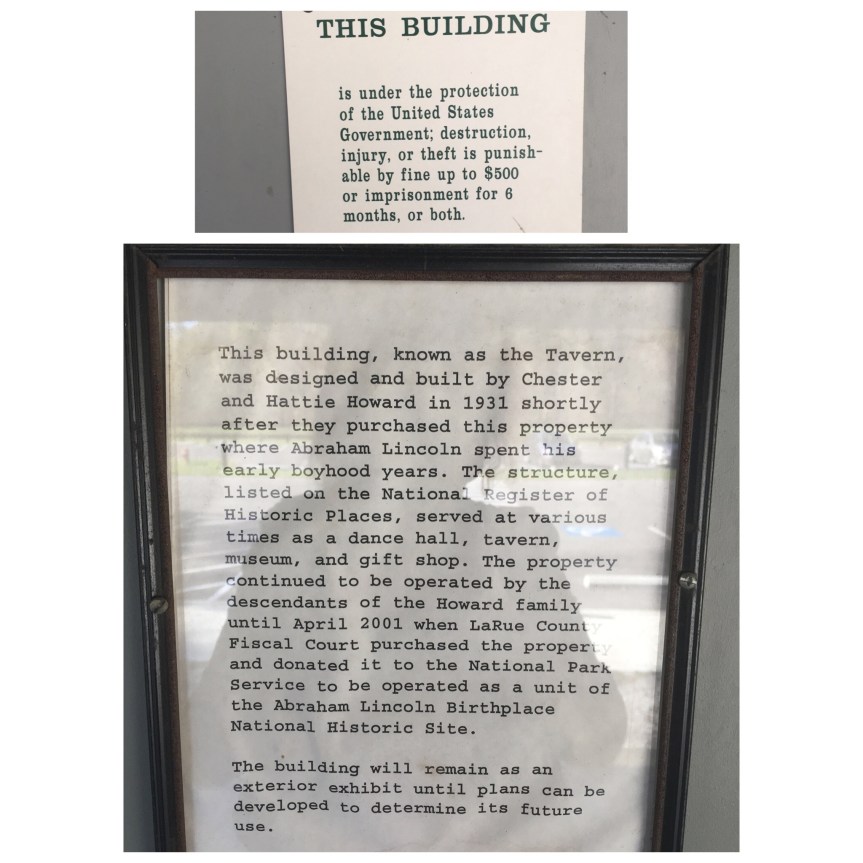 THIS BUILDING
is under the protection
of the United States
Government; destruction,
injury, or theft is punish-
able by fine up to $500
or imprisonment for 6
months, or both.
This building, known as the Tavern,
was designed and built by Chester
and Hattie Howard in 1931 shortly
after they purchased this property
where Abraham Lincoln spent his
early boyhood years. The structure,
listed on the National Register of
Historic Places, served at various
times as a dance hall, tavern,
museum, and gift shop. The property
continued to be operated by the
descendants of the Howard family
until April 2001 when LaRue County
Fiscal Court purchased the property
and donated it to the National Park
Service to be operated as a unit of
the Abraham Lincoln Birthplace
National Historic Site.
The building will remain as an
exterior exhibit until plans can be
developed to determine its future
use.